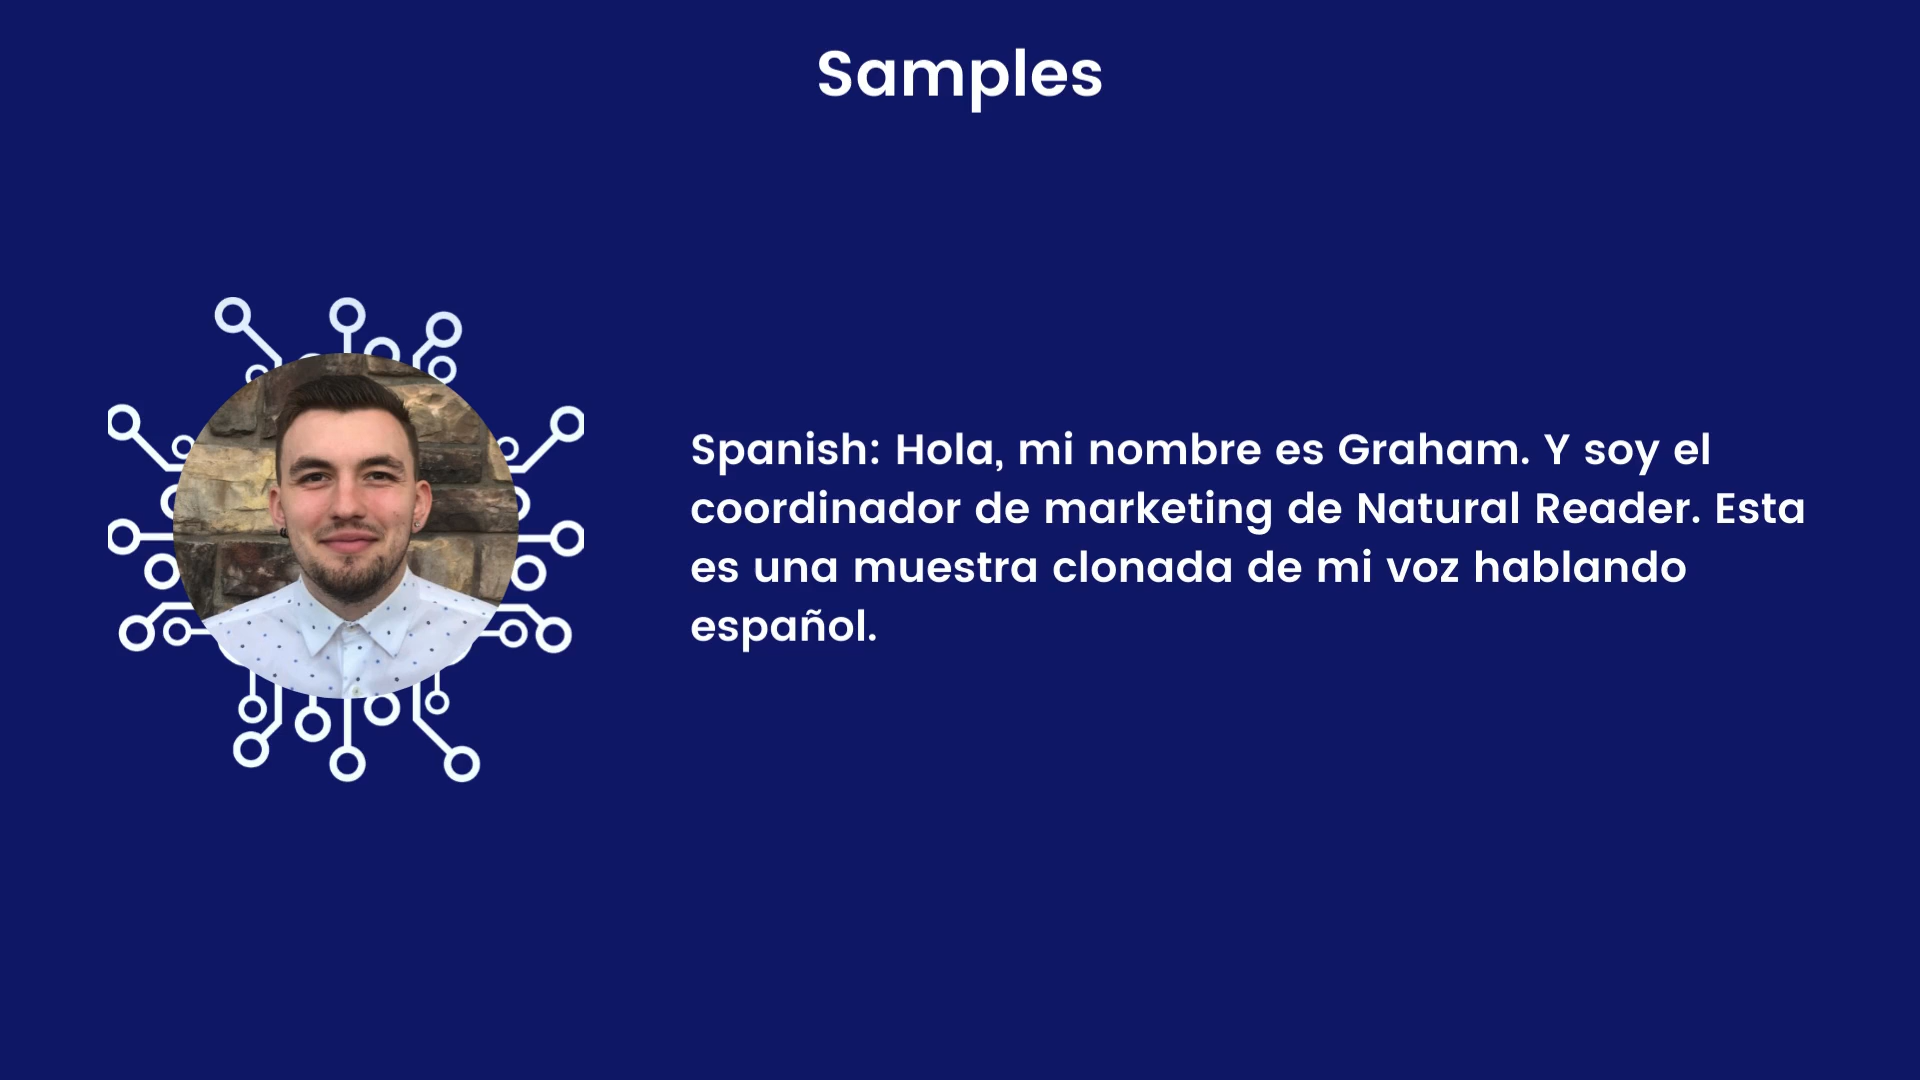 Samples
Spanish: Hola, mi nombre es Graham. Y soy el
coordinador de marketing de Natural Reader. Esta
es una muestra clonada de mi voz hablando
español.